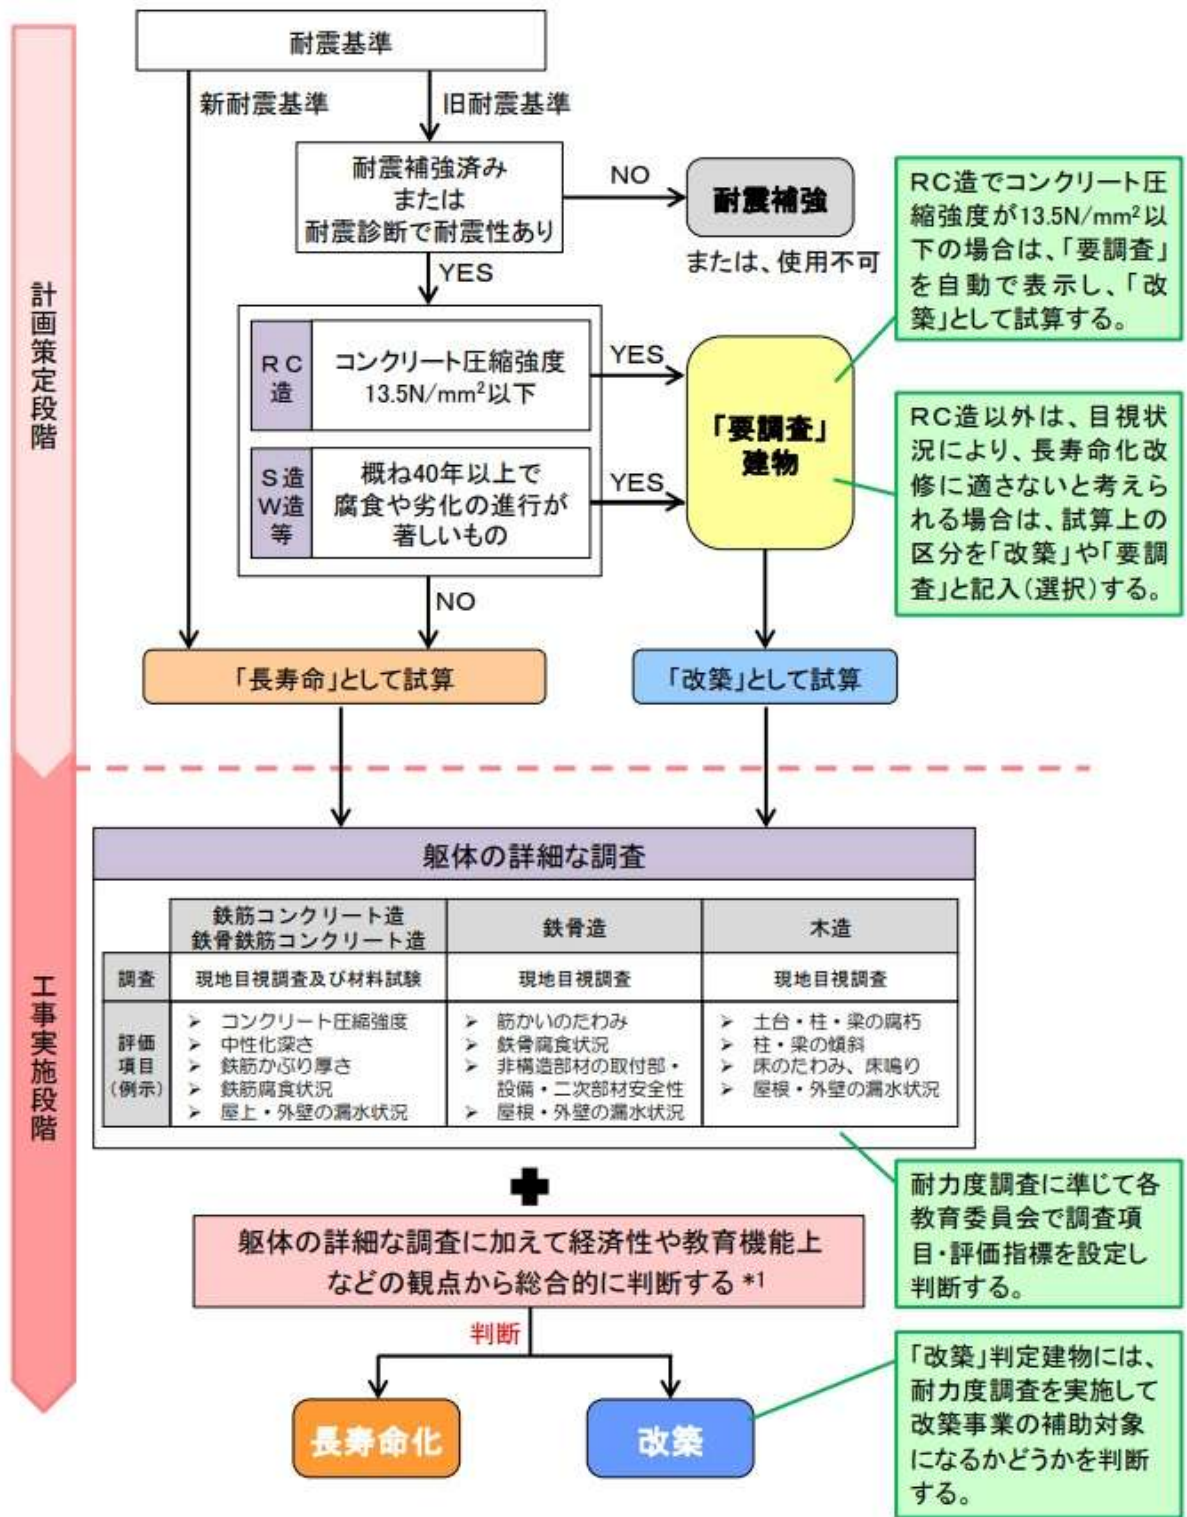 耐震基準
新耐震基準
旧耐震基準
耐震補強済み
または
耐震診断で耐震性あり
NO
耐震補強
または、使用不可
YES
RC造でコンクリート圧
縮強度が13.5N/mm²以
下の場合は、「要調査」
を自動で表示し、「改
築」として試算する。
計画策定段階
RC
造
コンクリート圧縮強度
13.5N/mm²以下
YES
S造
W造
等
概ね40年以上で
腐食や劣化の進行が
著しいもの
YES
「要調査」
建物
RC造以外は、目視状
況により、長寿命化改
修に適さないと考えら
れる場合は、試算上の
区分を「改築」や「要調
査」と記入(選択)する。
NO
「長寿命」として試算
「改築」として試算
工事実施段階
躯体の詳細な調査
鉄筋コンクリート造
鉄骨鉄筋コンクリート造
鉄骨造
木造
調査
現地目視調査及び材料試験
現地目視調査
現地目視調査
評価
項目
(例示)
➢ コンクリート圧縮強度
➢ 中性化深さ
➢ 鉄筋かぶり厚さ
➢ 鉄筋腐食状況
➢ 屋上・外壁の漏水状況
➢ 筋かいのたわみ
➢ 鉄骨腐食状況
➢ 非構造部材の取付部・
設備・二次部材安全性
➢ 屋根・外壁の漏水状況
➢ 土台・柱・梁の腐朽
➢ 柱・梁の傾斜
➢ 床のたわみ、床鳴り
➢ 屋根・外壁の漏水状況
耐力度調査に準じて各
教育委員会で調査項
目・評価指標を設定し
判断する。
躯体の詳細な調査に加えて経済性や教育機能上
などの観点から総合的に判断する *1
判断
長寿命化
改築
「改築」判定建物には、
耐力度調査を実施して
改築事業の補助対象
になるかどうかを判断
する。